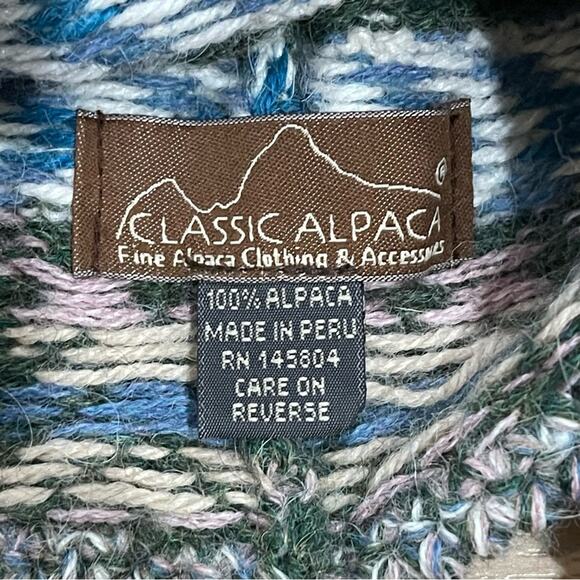 ®
CLASSIC ALPACA
Fine Alpaca Clothing & Accessories
100% ALPACA
MADE IN PERU
RN 145804
CARE ON
REVERSE